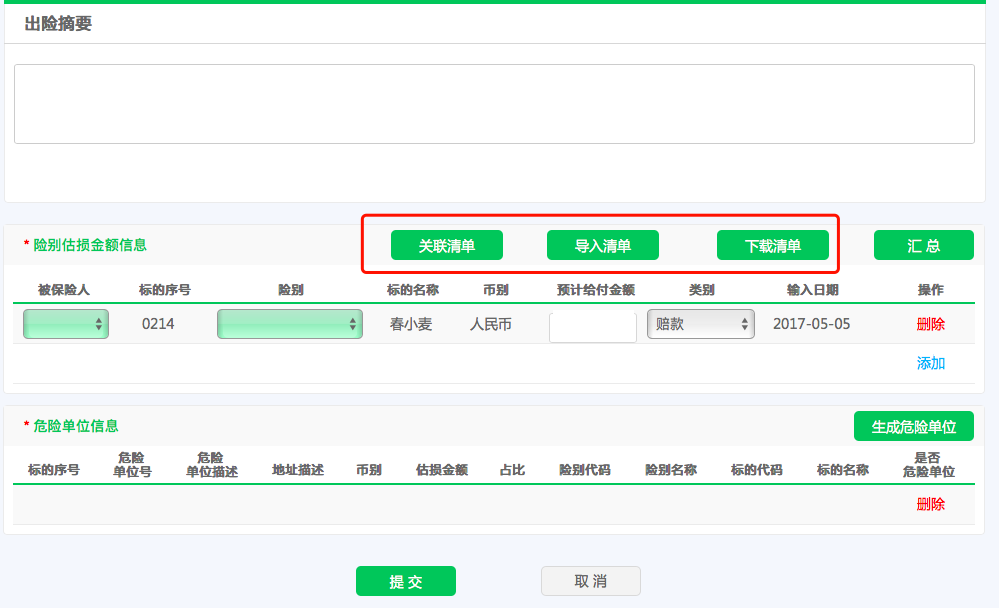 出险摘要
* 险别估损金额信息 关联清单 导入清单 下载清单 汇 总
被保险人 标的序号 险别 标的名称 币别 预计给付金额 类别 输入日期 操作
0214 春小麦 人民币 赔款 2017-05-05 删除
添加
* 危险单位信息 生成危险单位
标的序号 危险单位号 危险单位描述 地址描述 币别 估损金额 占比 险别代码 险别名称 标的代码 标的名称 是否危险单位
删除
提 交 取 消